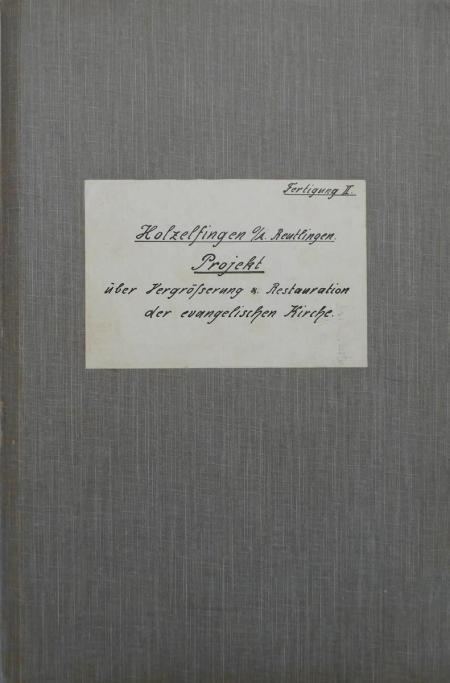 Fertigung II.
Holzelfingen O/A. Reutlingen.
Projekt
über Vergrößerung u. Restauration
der evangelischen Kirche.